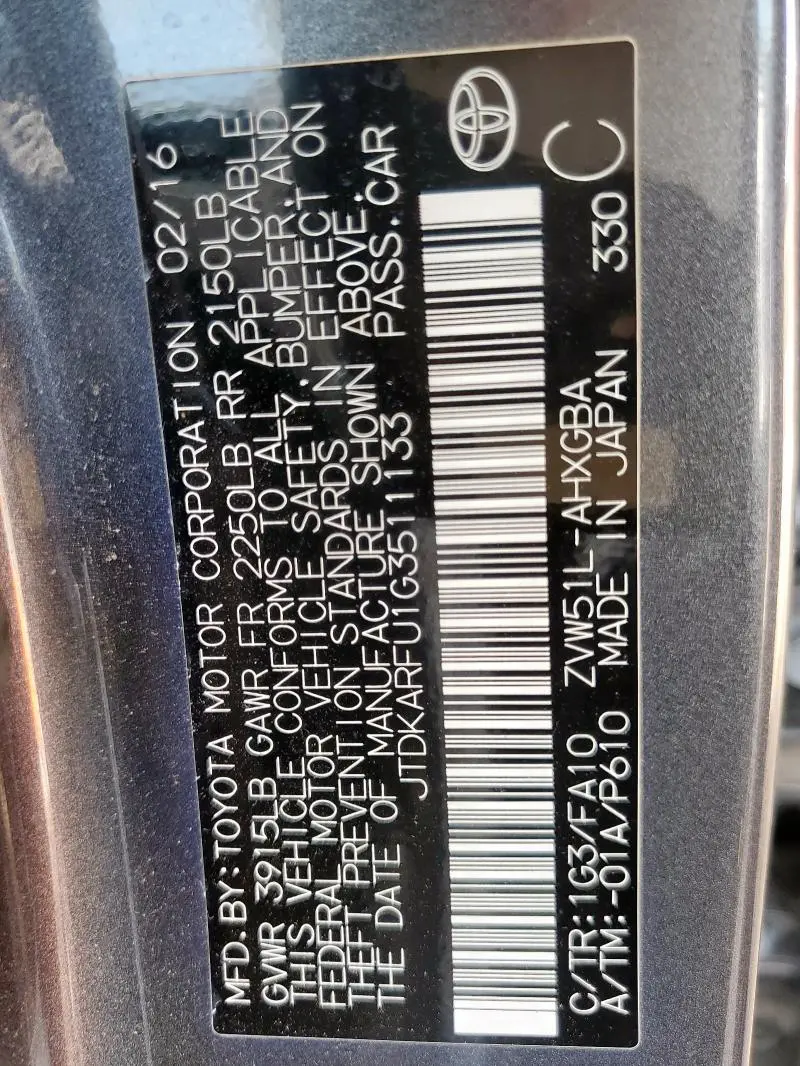 MFD. BY: TOYOTA MOTOR CORPORATION 02/16
GVWR 3915LB GAWR FR 2250LB RR 2150LB
THIS VEHICLE CONFORMS TO ALL APPLICABLE
FEDERAL MOTOR VEHICLE SAFETY, BUMPER, AND
THEFT PREVENTION STANDARDS IN EFFECT ON
THE DATE OF MANUFACTURE SHOWN ABOVE.
JTDKARFU1G3511133 PASS. CAR
C/TR:1G3/FA10 ZVW51L-AHXGBA
A/TM:-01A/P610 MADE IN JAPAN 330 C